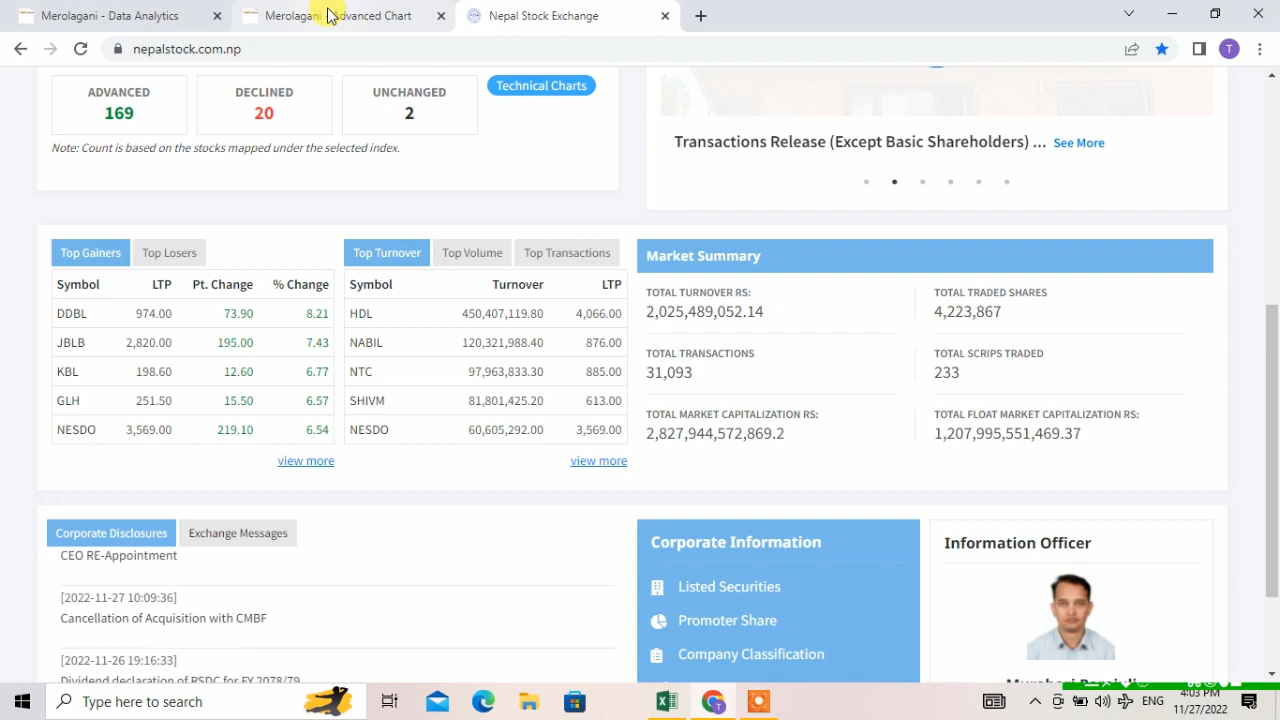 Merolagani - Data Analytics
Merolagani - Advanced Chart
Nepal Stock Exchange
nepalstock.com.np
T
ADVANCED
169
DECLINED
20
UNCHANGED
2
Technical Charts
Note: Count is based on the stocks mapped under the selected index.
Transactions Release (Except Basic Shareholders) ... See More
Top Gainers Top Losers
Symbol LTP Pt. Change % Change
DDBL 974.00 73.90 8.21
JBLB 2,820.00 195.00 7.43
KBL 198.60 12.60 6.77
GLH 251.50 15.50 6.57
NESDO 3,569.00 219.10 6.54
view more
Top Turnover Top Volume Top Transactions
Symbol Turnover LTP
HDL 450,407,119.80 4,066.00
NABIL 120,321,988.40 876.00
NTC 97,963,833.30 885.00
SHIVM 81,801,425.20 613.00
NESDO 60,605,292.00 3,569.00
view more
Market Summary
TOTAL TURNOVER RS:
2,025,489,052.14
TOTAL TRADED SHARES
4,223,867
TOTAL TRANSACTIONS
31,093
TOTAL SCRIPS TRADED
233
TOTAL MARKET CAPITALIZATION RS:
2,827,944,572,869.2
TOTAL FLOAT MARKET CAPITALIZATION RS:
1,207,995,551,469.37
Corporate Disclosures Exchange Messages
CEO RE-Appointment
[2022-11-27 10:09:36]
Cancellation of Acquisition with CMBF
[2022-11-26 19:16:33]
Dividend declaration of RSDC for FY 2078/79
Corporate Information
Listed Securities
Promoter Share
Company Classification
Information Officer
Type here to search
ENG
4:03 PM
11/27/2022